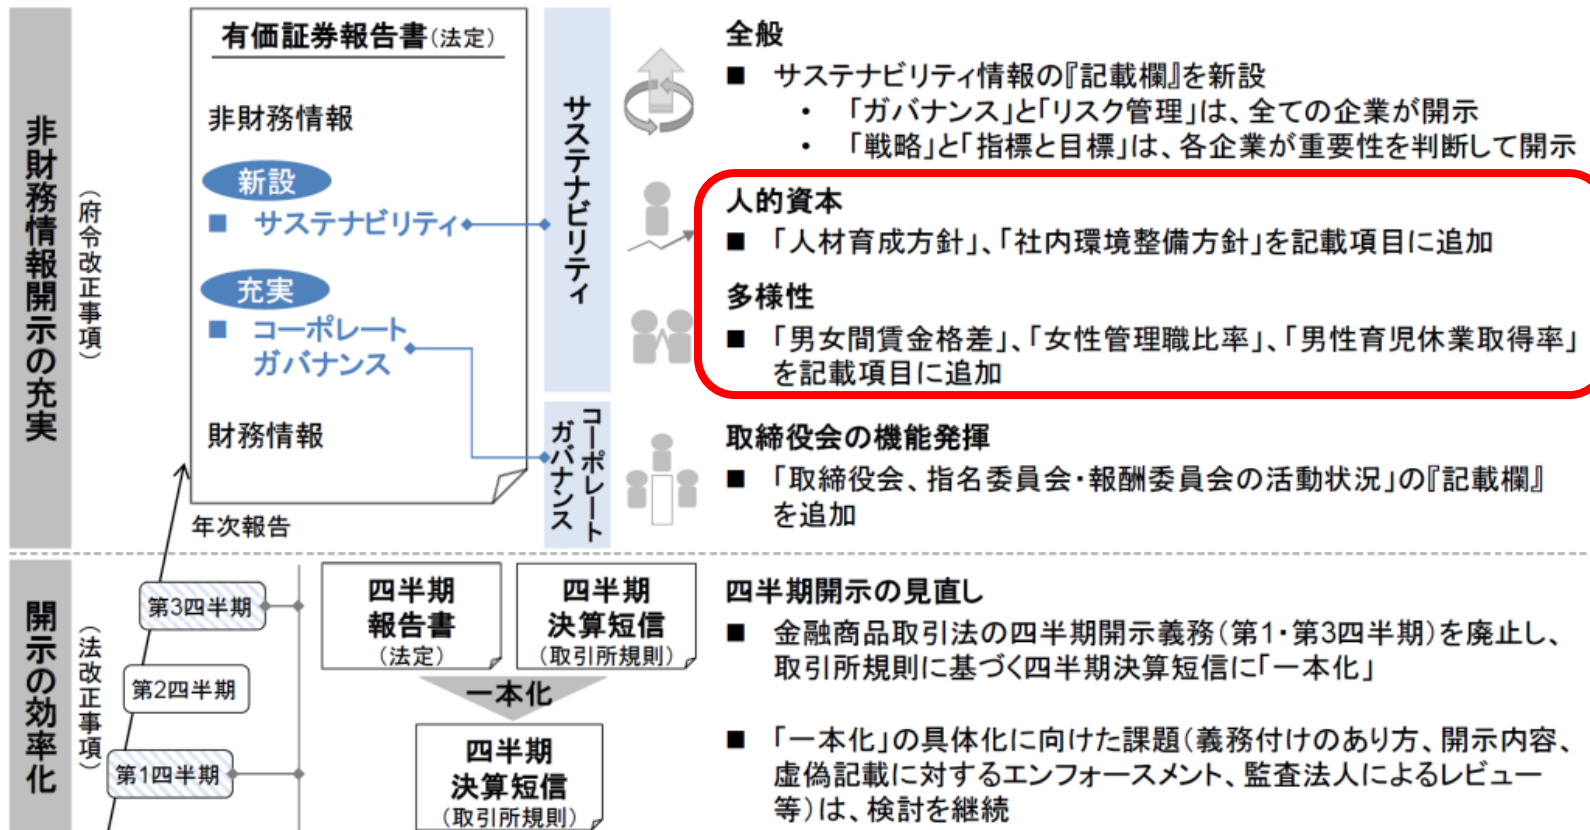 非財務情報開示の充実
（府令改正事項）
有価証券報告書（法定）
非財務情報
新設
■ サステナビリティ
充実
■ コーポレート
ガバナンス
財務情報
年次報告
サステナビリティ
コーポレート
ガバナンス
全般
■ サステナビリティ情報の『記載欄』を新設
・ 「ガバナンス」と「リスク管理」は、全ての企業が開示
・ 「戦略」と「指標と目標」は、各企業が重要性を判断して開示
人的資本
■ 「人材育成方針」、「社内環境整備方針」を記載項目に追加
多様性
■ 「男女間賃金格差」、「女性管理職比率」、「男性育児休業取得率」
を記載項目に追加
取締役会の機能発揮
■ 「取締役会、指名委員会・報酬委員会の活動状況」の『記載欄』
を追加
開示の効率化
（法改正事項）
第3四半期
第2四半期
第1四半期
四半期
報告書
（法定）
四半期
決算短信
（取引所規則）
一本化
四半期
決算短信
（取引所規則）
四半期開示の見直し
■ 金融商品取引法の四半期開示義務（第1・第3四半期）を廃止し、
取引所規則に基づく四半期決算短信に「一本化」
■ 「一本化」の具体化に向けた課題（義務付けのあり方、開示内容、
虚偽記載に対するエンフォースメント、監査法人によるレビュー
等）は、検討を継続